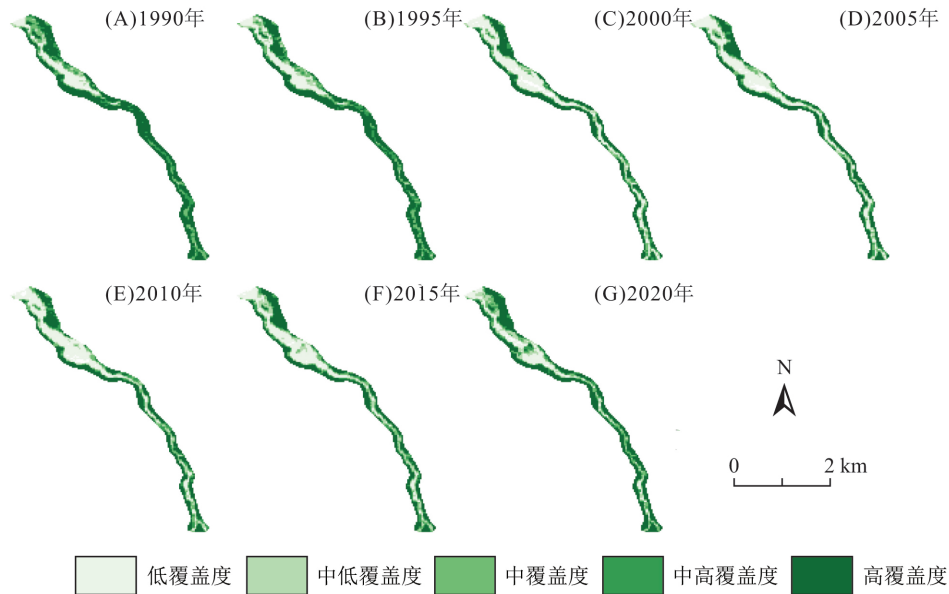 (A)1990年
(B)1995年
(C)2000年
(D)2005年
(E)2010年
(F)2015年
(G)2020年
N
0 2 km
低覆盖度 中低覆盖度 中覆盖度 中高覆盖度 高覆盖度